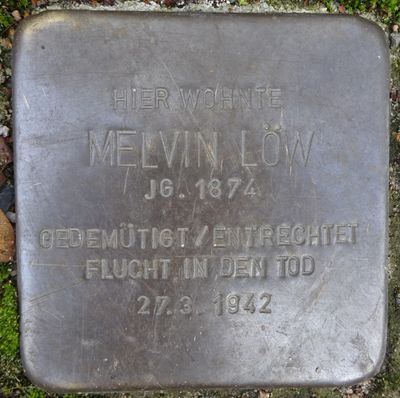 HIER WOHNTE
MELVIN LÖW
JG. 1874
GEDEMÜTIGT/ENTRECHTET
FLUCHT IN DEN TOD
27.3. 1942